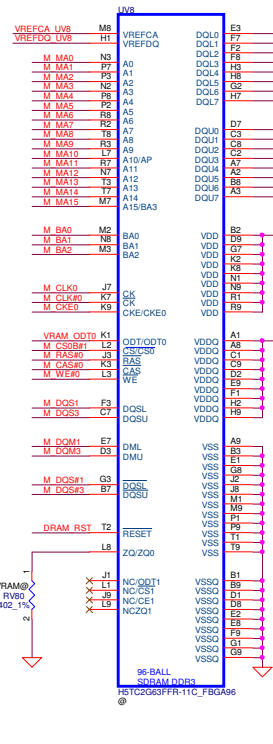 UV8
VREFCA_UV8 M8 VREFCA DQL0 E3
VREFDQ_UV8 H1 VREFDQ DQL1 F7
DQL2 F2
M_MA0 N3 A0 DQL3 F8
M_MA1 P7 A1 DQL4 H3
M_MA2 P3 A2 DQL5 H8
M_MA3 N2 A3 DQL6 G2
M_MA4 P8 A4 DQL7 H7
M_MA5 P2 A5
M_MA6 R8 A6
M_MA7 R2 A7 DQU0 D7
M_MA8 T8 A8 DQU1 C3
M_MA9 R3 A9 DQU2 C8
M_MA10 L7 A10/AP DQU3 C2
M_MA11 R7 A11 DQU4 A7
M_MA12 N7 A12 DQU5 A2
M_MA13 T3 A13 DQU6 B8
M_MA14 T7 A14 DQU7 A3
M_MA15 M7 A15/BA3
M_BA0 M2 BA0 VDD B2
M_BA1 N8 BA1 VDD D9
M_BA2 M3 BA2 VDD G7
VDD K2
VDD K8
VDD N1
M_CLK0 J7 CK VDD N9
M_CLK#0 K7 CK VDD R1
M_CKE0 K9 CKE/CKE0 VDD R9
VRAM_ODT0 K1 ODT/ODT0 VDDQ A1
M_CS0B#1 L2 CS/CS0 VDDQ A8
M_RAS#0 J3 RAS VDDQ C1
M_CAS#0 K3 CAS VDDQ C9
M_WE#0 L3 WE VDDQ D2
VDDQ E9
VDDQ F1
M_DQS1 F3 DQSL VDDQ H2
M_DQS3 C7 DQSU VDDQ H9
M_DQM1 E7 DML VSS A9
M_DQM3 D3 DMU VSS B3
VSS E1
VSS G8
M_DQS#1 G3 DQSL VSS J2
M_DQS#3 B7 DQSU VSS J8
VSS M1
VSS M9
VSS P1
DRAM_RST T2 RESET VSS P9
VSS T1
L8 ZQ/ZQ0 VSS T9
J1 NC/ODT1 VSSQ B1
L1 NC/CS1 VSSQ B9
J9 NC/CE1 VSSQ D1
L9 NCZQ1 VSSQ D8
VSSQ E2
VSSQ E8
VSSQ F9
VSSQ G1
VSSQ G9
1
VRAM@
RV80
402_1%
2
96-BALL
SDRAM DDR3
H5TC2G63FFR-11C_FBGA96
@